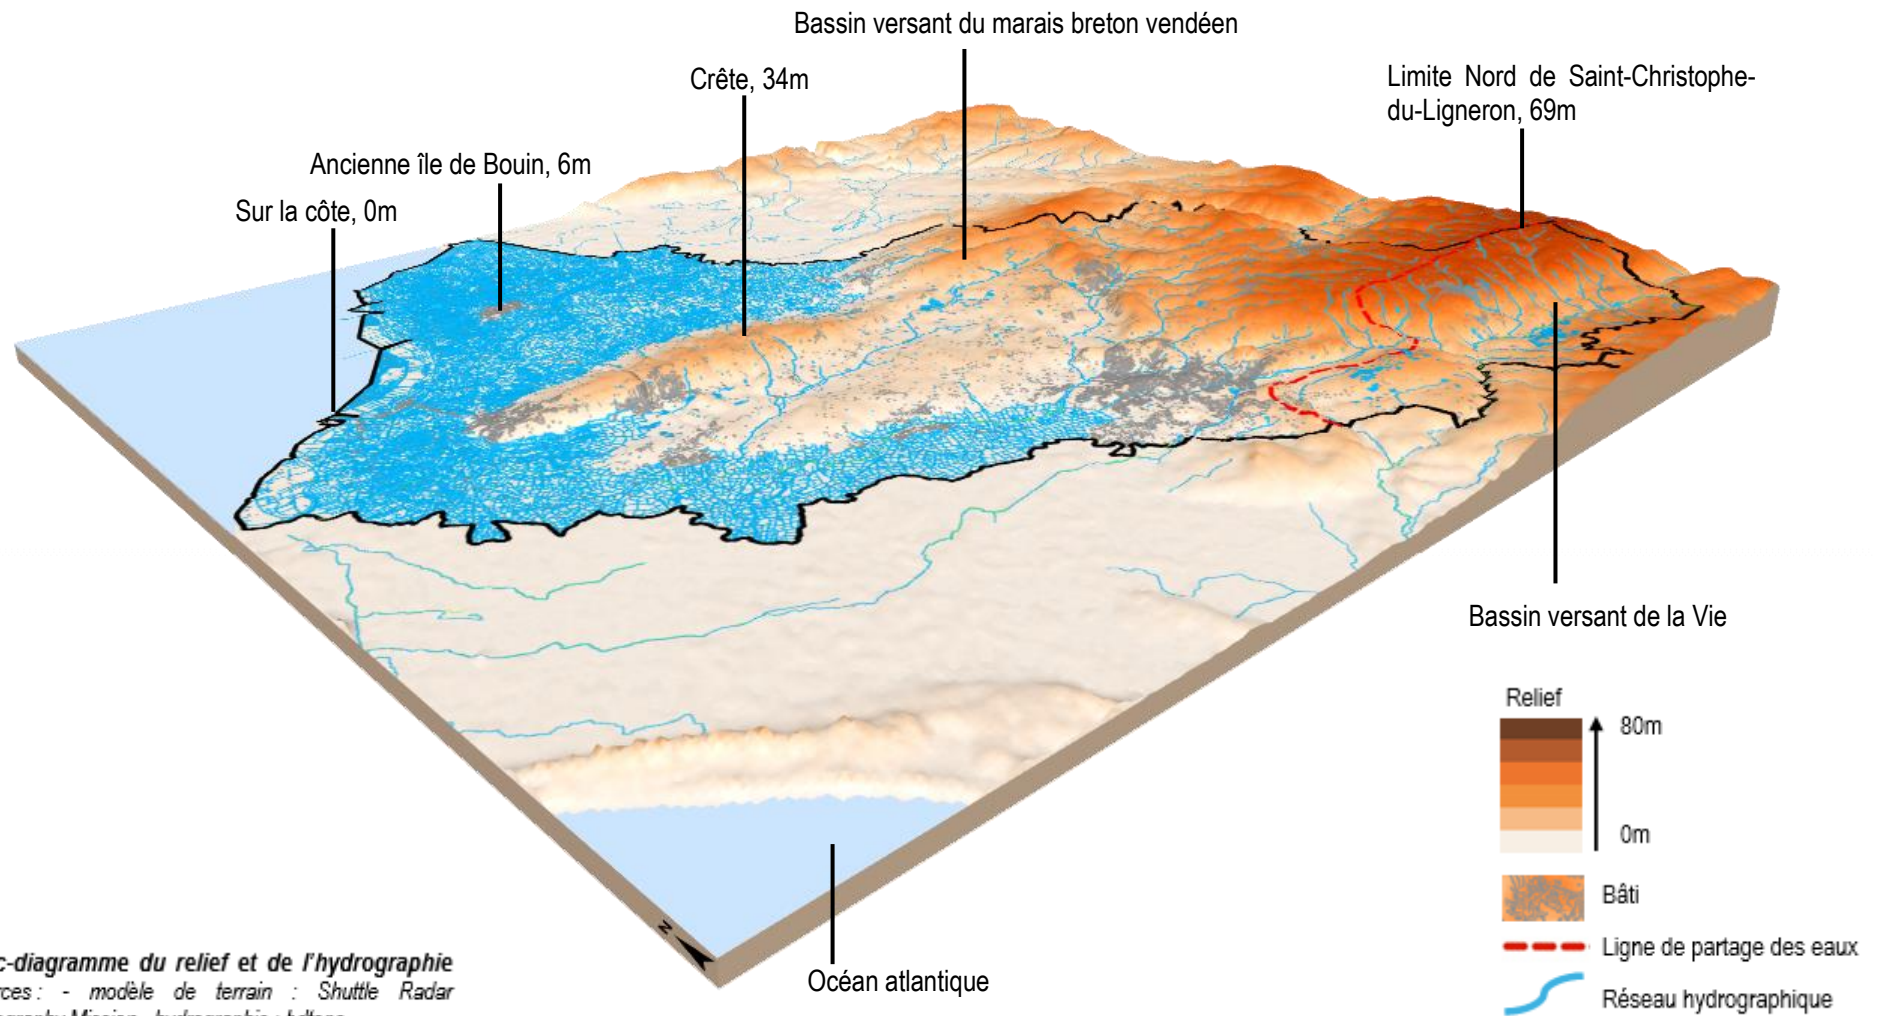 Bassin versant du marais breton vendéen
Crête, 34m
Limite Nord de Saint-Christophe-
du-Ligneron, 69m
Ancienne île de Bouin, 6m
Sur la côte, 0m
Bassin versant de la Vie
Relief
80m
0m
Bâti
Ligne de partage des eaux
Réseau hydrographique
Océan atlantique
N
c-diagramme du relief et de l'hydrographie
rces : - modèle de terrain : Shuttle Radar